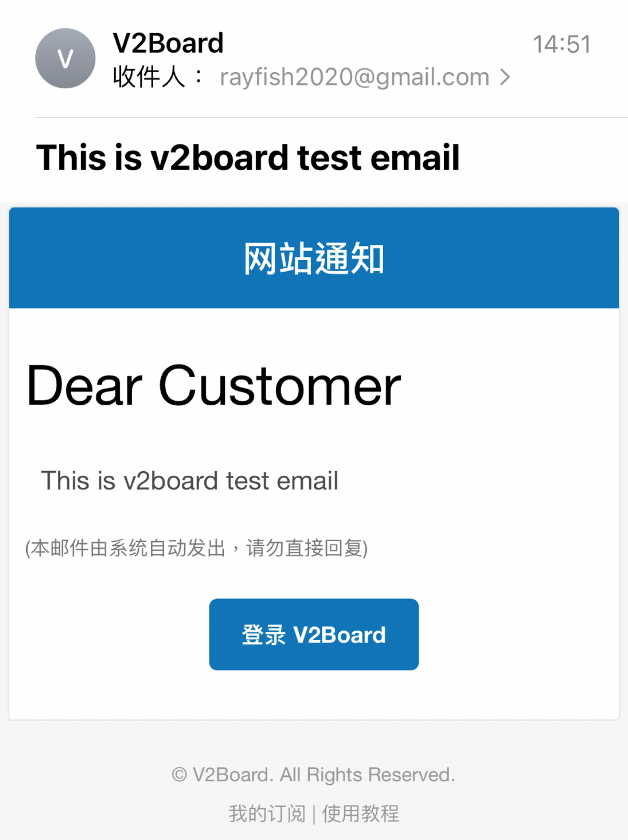 V
V2Board
14:51
收件人： rayfish2020@gmail.com >
This is v2board test email
网站通知
Dear Customer
This is v2board test email
(本邮件由系统自动发出，请勿直接回复)
登录 V2Board
© V2Board. All Rights Reserved.
我的订阅 | 使用教程